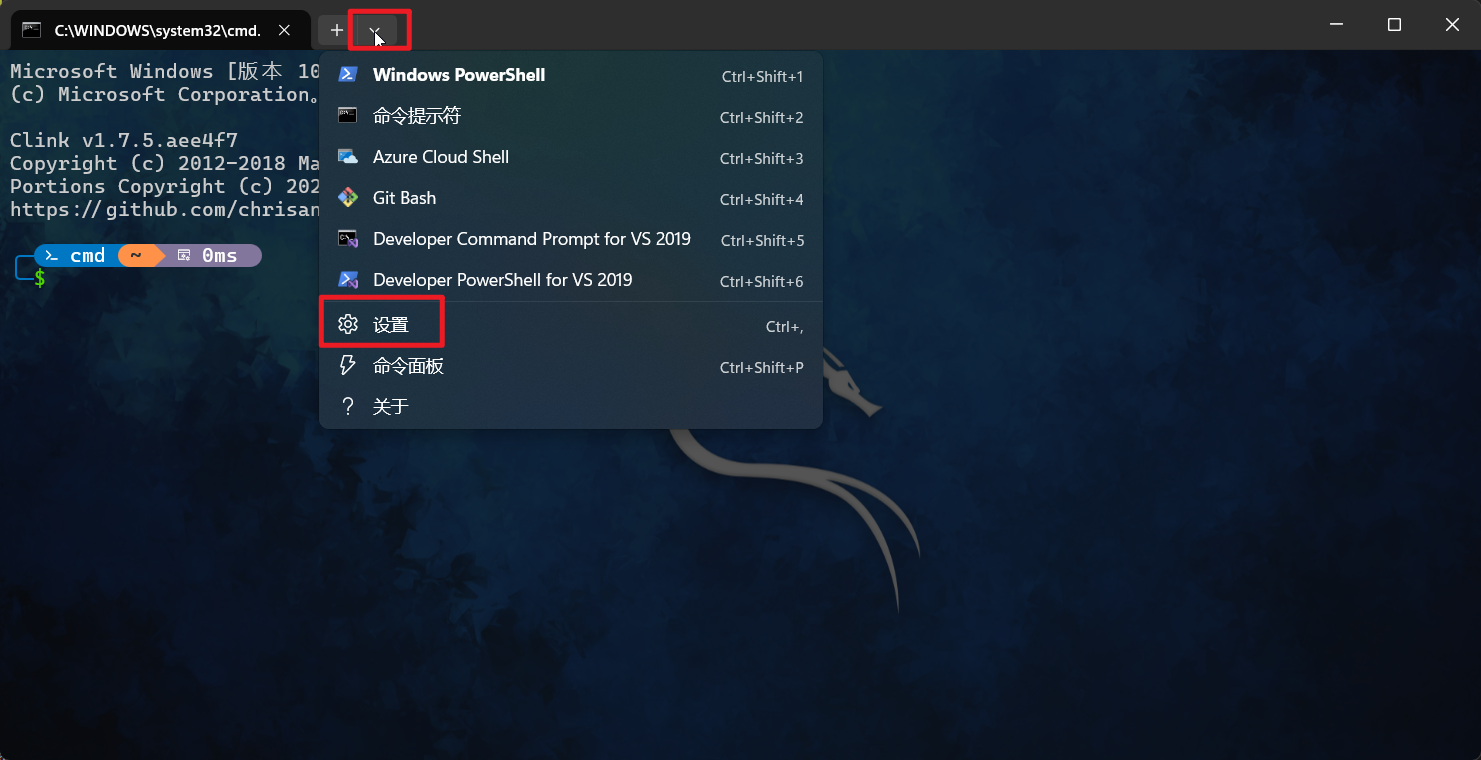 C:\WINDOWS\system32\cmd.
Microsoft Windows [版本 10
(c) Microsoft Corporation。
Clink v1.7.5.aee4f7
Copyright (c) 2012-2018 Ma
Portions Copyright (c) 202
https://github.com/chrisan
cmd ~ 0ms
$
Windows PowerShell Ctrl+Shift+1
命令提示符 Ctrl+Shift+2
Azure Cloud Shell Ctrl+Shift+3
Git Bash Ctrl+Shift+4
Developer Command Prompt for VS 2019 Ctrl+Shift+5
Developer PowerShell for VS 2019 Ctrl+Shift+6
设置 Ctrl+,
命令面板 Ctrl+Shift+P
关于